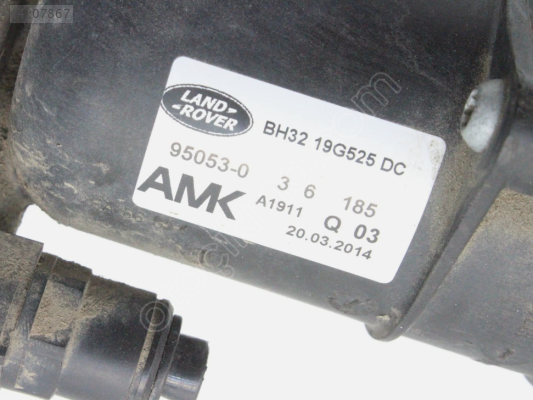 LAND
ROVER
BH32 19G525 DC
95053-0 3 6 185
AMK A1911 Q 03
20.03.2014